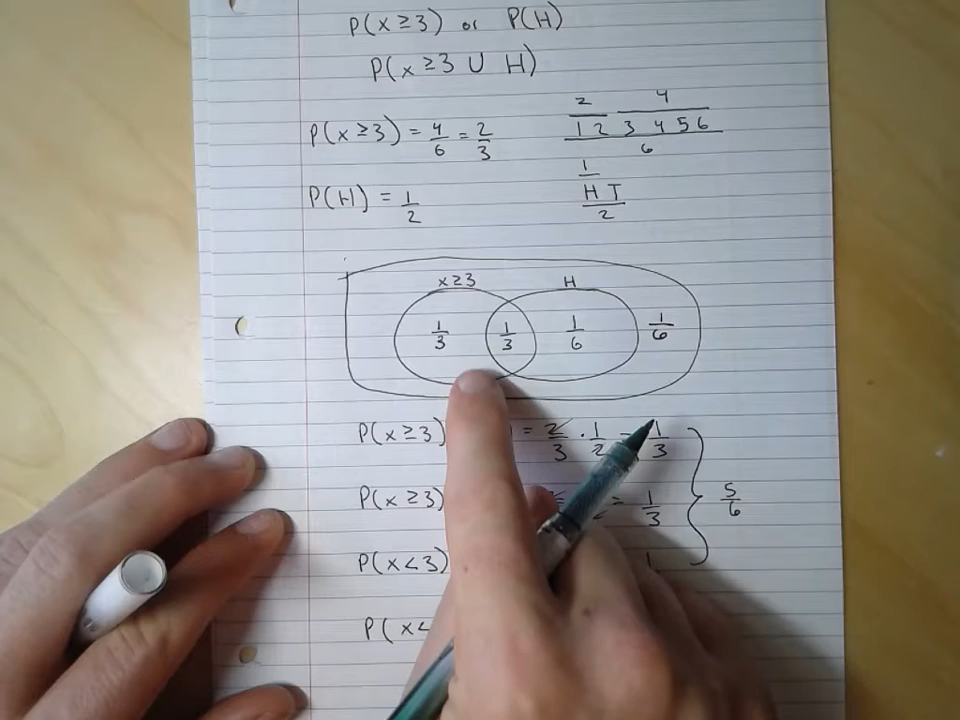 P(x≥3) or P(H)
P(x≥3 U H)
P(x≥3) = 4/6 = 2/3
2 4
1 2 3 4 5 6
6
P(H) = 1/2
1
H T
2
x≥3 H
1/3 1/3 1/6 1/6
P(x≥3) = 2/3 · 1/2 = 1/3
P(x≥3) = 1/3
5/6
P(x<3) 1
P(x<